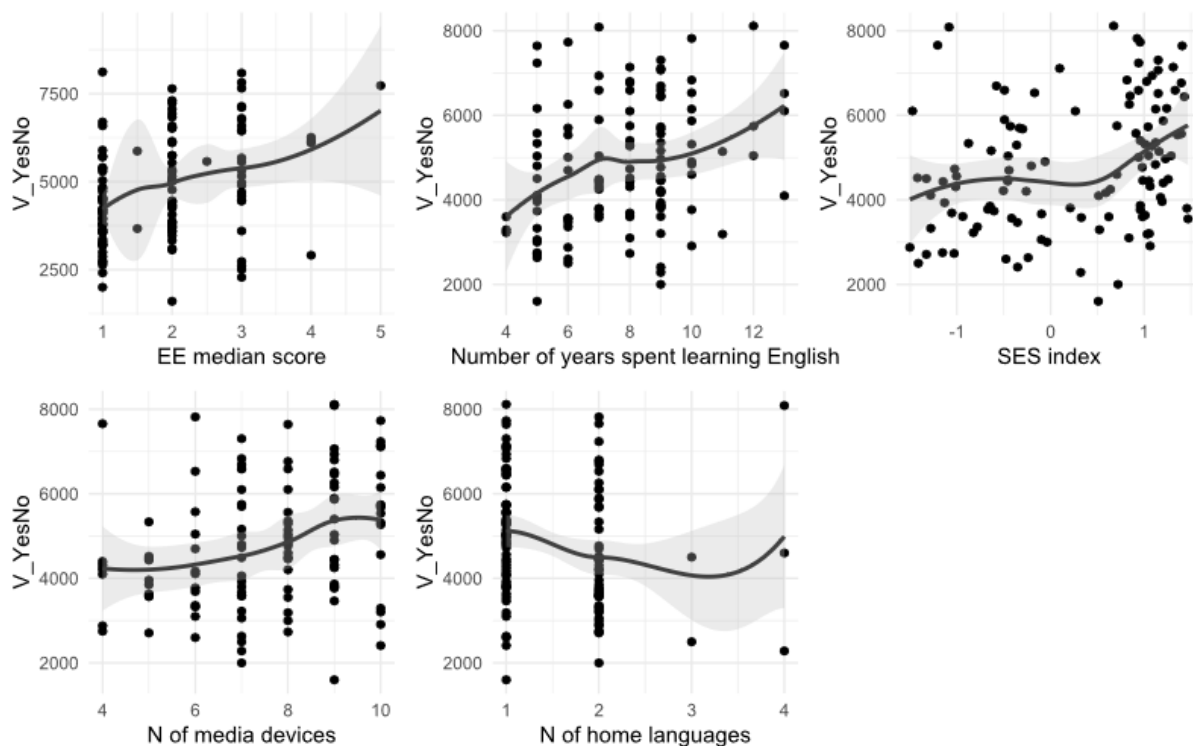 V_YesNo
7500
5000
2500
1 2 3 4 5
EE median score
V_YesNo
8000
6000
4000
2000
4 6 8 10 12
Number of years spent learning English
V_YesNo
8000
6000
4000
2000
-1 0 1
SES index
V_YesNo
8000
6000
4000
2000
4 6 8 10
N of media devices
V_YesNo
8000
6000
4000
2000
1 2 3 4
N of home languages